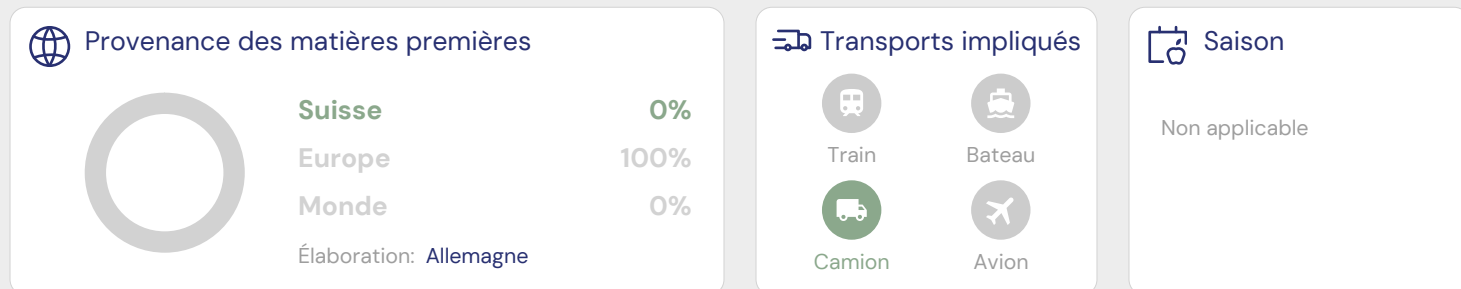 Provenance des matières premières
Suisse 0%
Europe 100%
Monde 0%
Élaboration: Allemagne
Transports impliqués
Train Bateau
Camion Avion
Saison
Non applicable